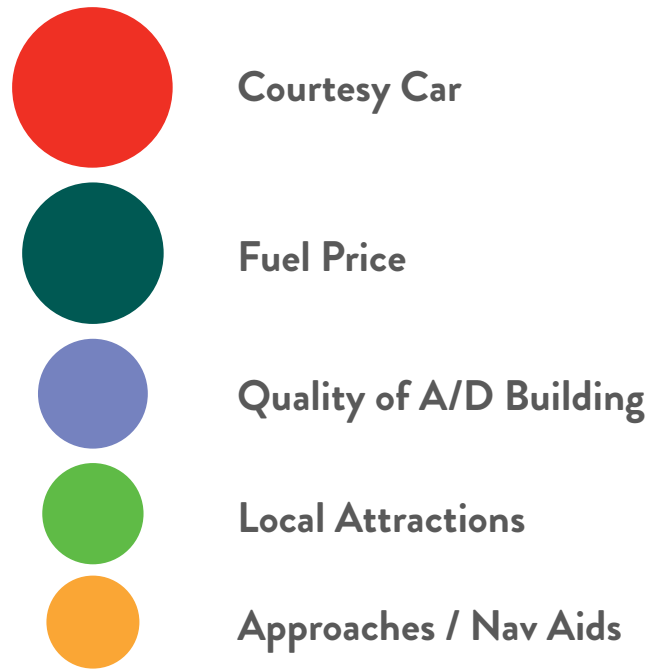 Courtesy Car
Fuel Price
Quality of A/D Building
Local Attractions
Approaches / Nav Aids